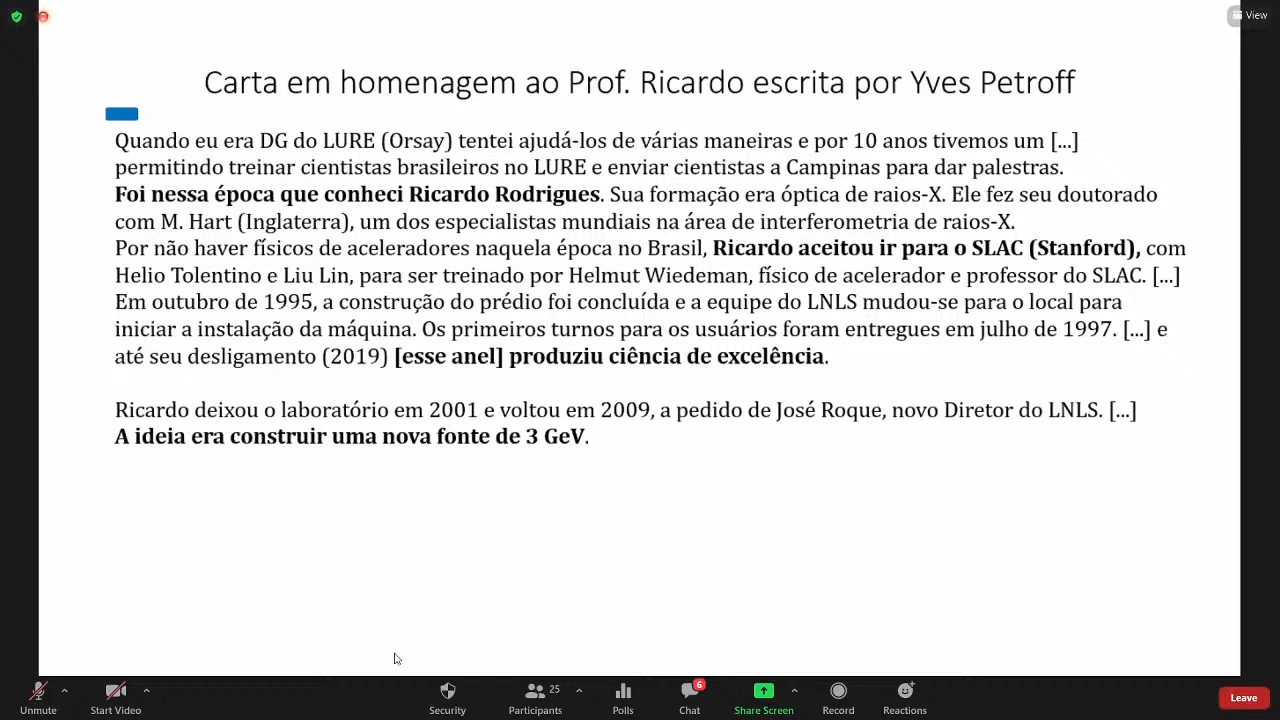 View
Carta em homenagem ao Prof. Ricardo escrita por Yves Petroff
Quando eu era DG do LURE (Orsay) tentei ajudá-los de várias maneiras e por 10 anos tivemos um [...]
permitindo treinar cientistas brasileiros no LURE e enviar cientistas a Campinas para dar palestras.
Foi nessa época que conheci Ricardo Rodrigues. Sua formação era óptica de raios-X. Ele fez seu doutorado
com M. Hart (Inglaterra), um dos especialistas mundiais na área de interferometria de raios-X.
Por não haver físicos de aceleradores naquela época no Brasil, Ricardo aceitou ir para o SLAC (Stanford), com
Helio Tolentino e Liu Lin, para ser treinado por Helmut Wiedeman, físico de acelerador e professor do SLAC. [...]
Em outubro de 1995, a construção do prédio foi concluída e a equipe do LNLS mudou-se para o local para
iniciar a instalação da máquina. Os primeiros turnos para os usuários foram entregues em julho de 1997. [...] e
até seu desligamento (2019) [esse anel] produziu ciência de excelência.
Ricardo deixou o laboratório em 2001 e voltou em 2009, a pedido de José Roque, novo Diretor do LNLS. [...]
A ideia era construir uma nova fonte de 3 GeV.
Unmute
Start Video
Security
Participants 25
Polls
Chat 6
Share Screen
Record
Reactions
Leave